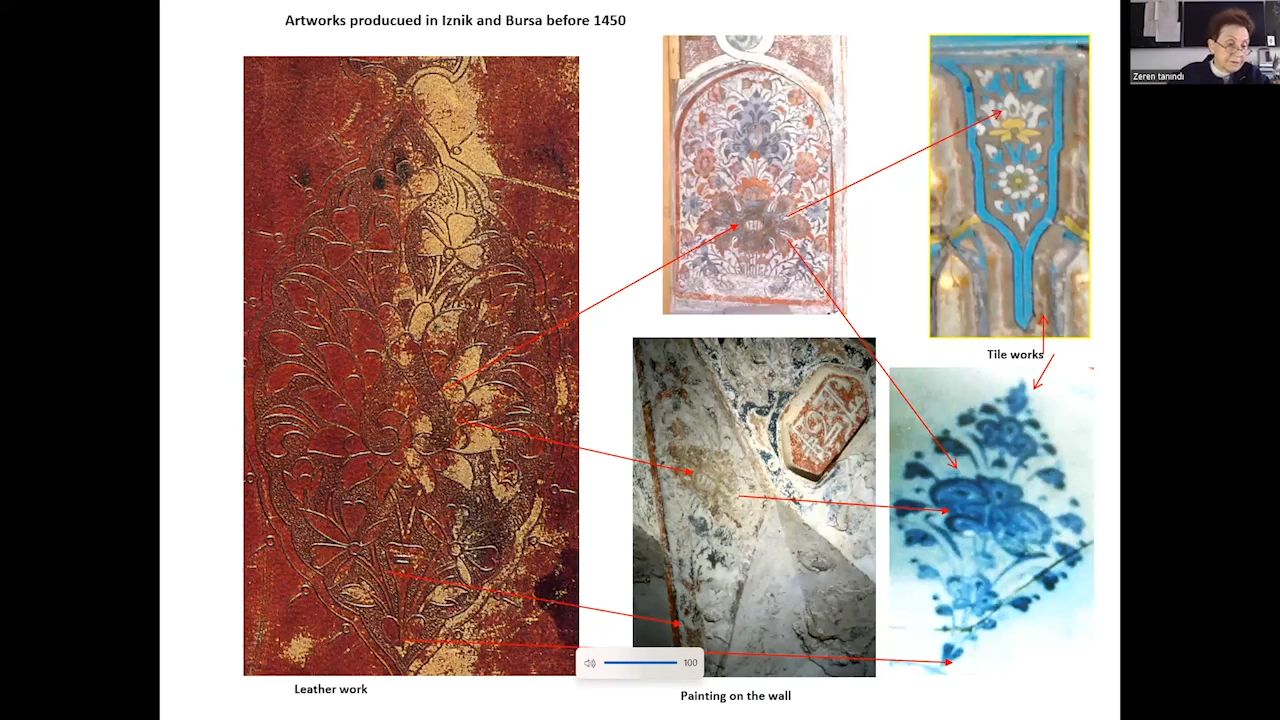 Artworks producued in Iznik and Bursa before 1450
Zeren tanındı
Tile works
100
Leather work
Painting on the wall